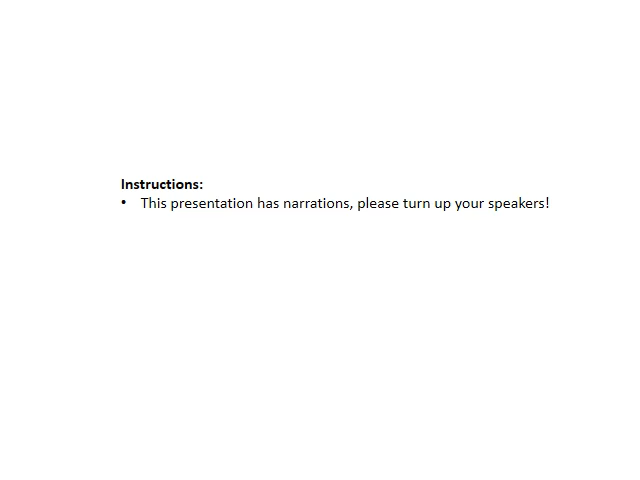 Instructions:
• This presentation has narrations, please turn up your speakers!